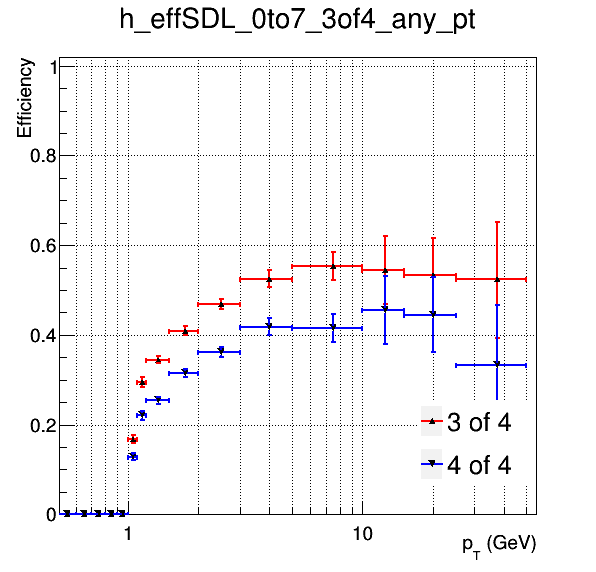 h_effSDL_0to7_3of4_any_pt
Efficiency
1
0.8
0.6
0.4
0.2
0
3 of 4
4 of 4
1
10
p_T (GeV)